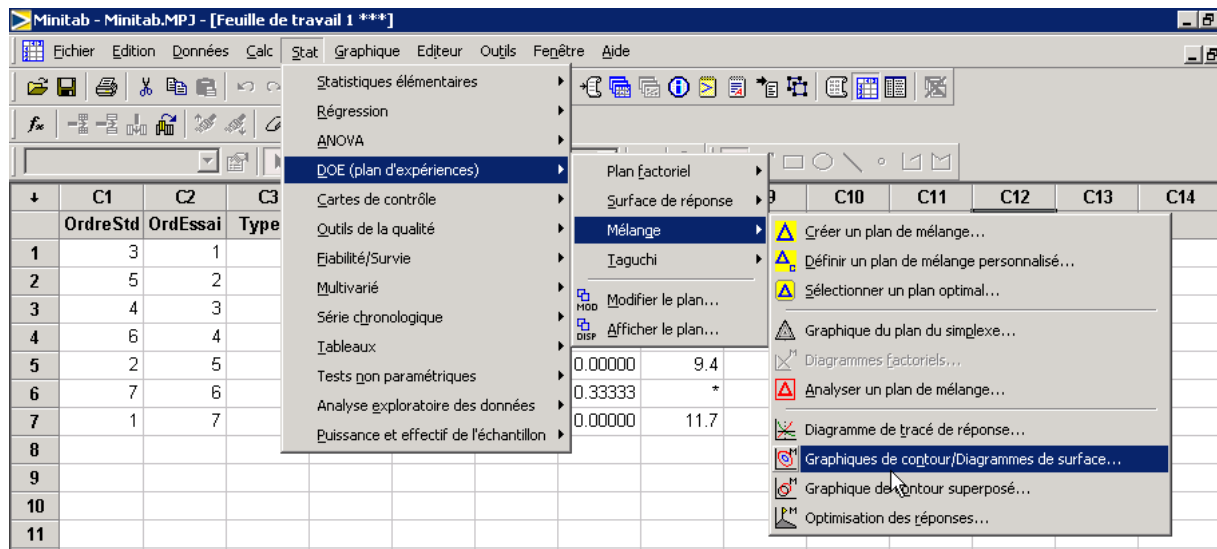 Minitab - Minitab.MPJ - [Feuille de travail 1 ***]
Fichier Edition Données Calc Stat Graphique Editeur Outils Fenêtre Aide
Statistiques élémentaires
Régression
ANOVA
DOE (plan d'expériences)
Cartes de contrôle
Outils de la qualité
Fiabilité/Survie
Multivarié
Série chronologique
Tableaux
Tests non paramétriques
Analyse exploratoire des données
Puissance et effectif de l'échantillon
Plan factoriel
Surface de réponse
Mélange
Taguchi
MOD Modifier le plan...
DISP Afficher le plan...
Créer un plan de mélange...
Définir un plan de mélange personnalisé...
Sélectionner un plan optimal...
Graphique du plan du simplexe...
Diagrammes factoriels...
Analyser un plan de mélange...
Diagramme de tracé de réponse...
Graphiques de contour/Diagrammes de surface...
Graphique de contour superposé...
Optimisation des réponses...
C1 C2 C3 C10 C11 C12 C13 C14
OrdreStd OrdEssai Type
1 3 1
2 5 2
3 4 3
4 6 4
5 2 5 0.00000 9.4
6 7 6 0.33333 *
7 1 7 0.00000 11.7
8
9
10
11